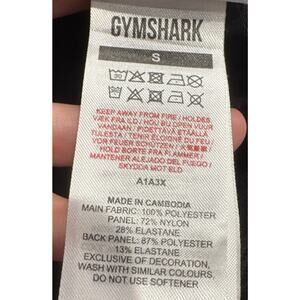 GYMSHARK
S
30
KEEP AWAY FROM FIRE / HOLDES
VÆK FRA ILD / HOU BIJ OPEN VUUR
VANDAAN / PIDETTÄVÄ ETÄÄLLÄ
TULESTA / TENIR ÉLOIGNÉ DU FEU /
VOR FEUER SCHÜTZEN /
HOLD BORTE FRA FLAMMER /
MANTENER ALEJADO DEL FUEGO /
SKYDDA MOT ELD
A1A3X
MADE IN CAMBODIA
MAIN FABRIC: 100% POLYESTER
PANEL: 72% NYLON
28% ELASTANE
BACK PANEL: 87% POLYESTER
13% ELASTANE
EXCLUSIVE OF DECORATION,
WASH WITH SIMILAR COLOURS,
DO NOT USE SOFTENER